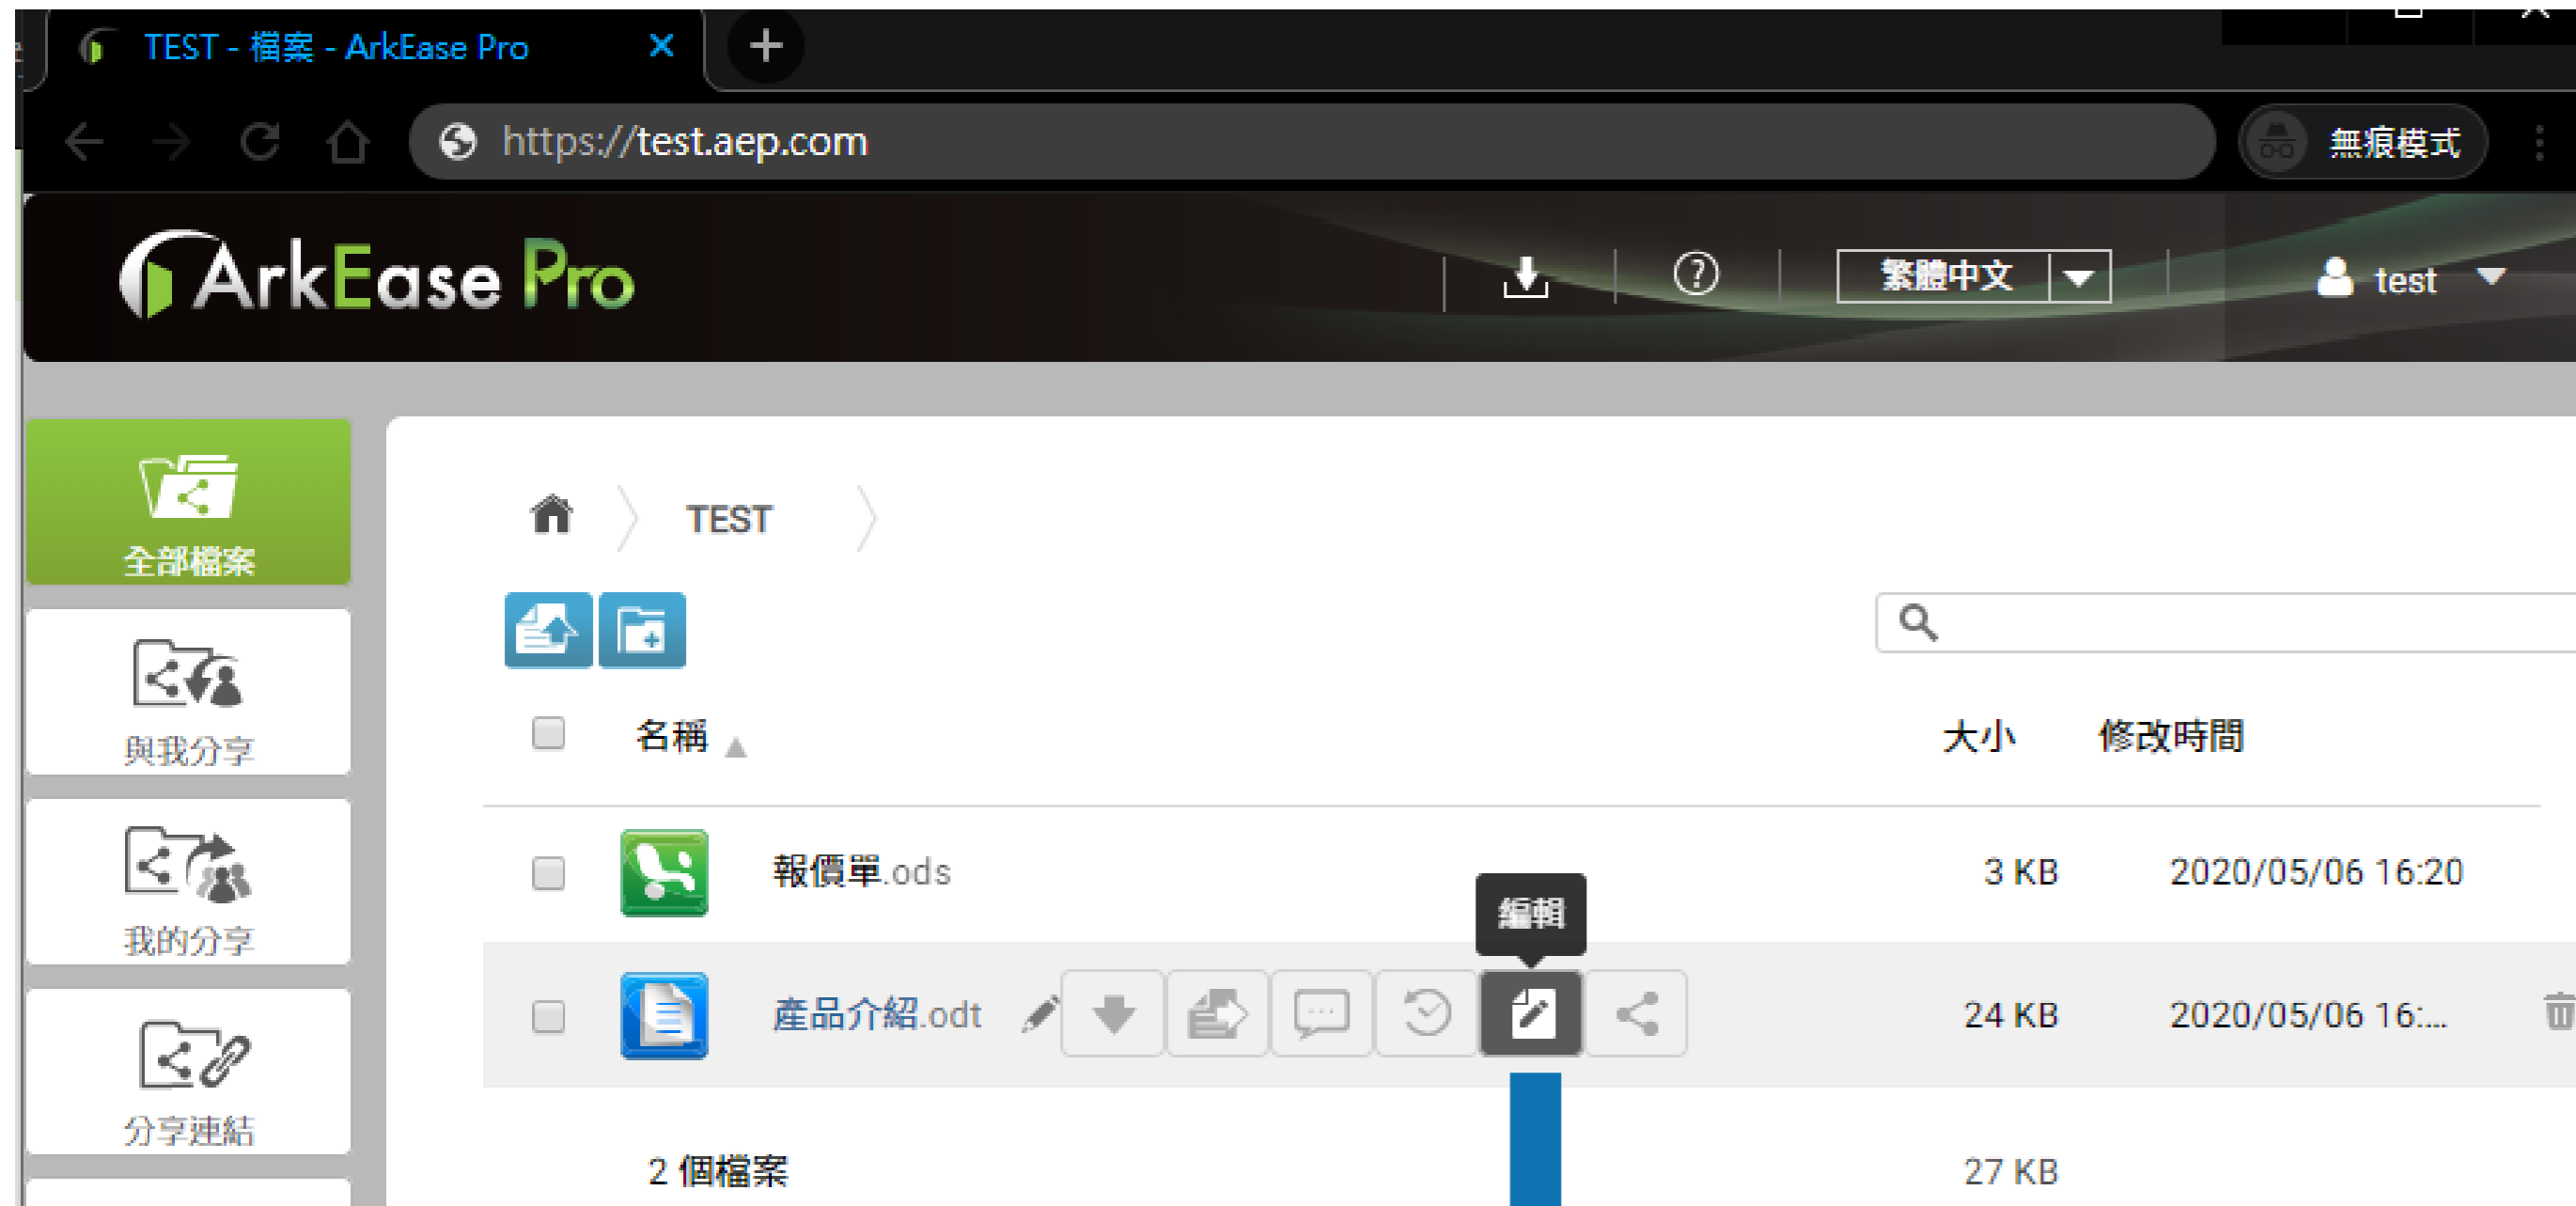 TEST - 檔案 - ArkEase Pro
https://test.aep.com 無痕模式
ArkEase Pro 繁體中文 test
全部檔案
與我分享
我的分享
分享連結
TEST
名稱 大小 修改時間
報價單.ods 3 KB 2020/05/06 16:20
編輯
產品介紹.odt 24 KB 2020/05/06 16:...
2 個檔案 27 KB